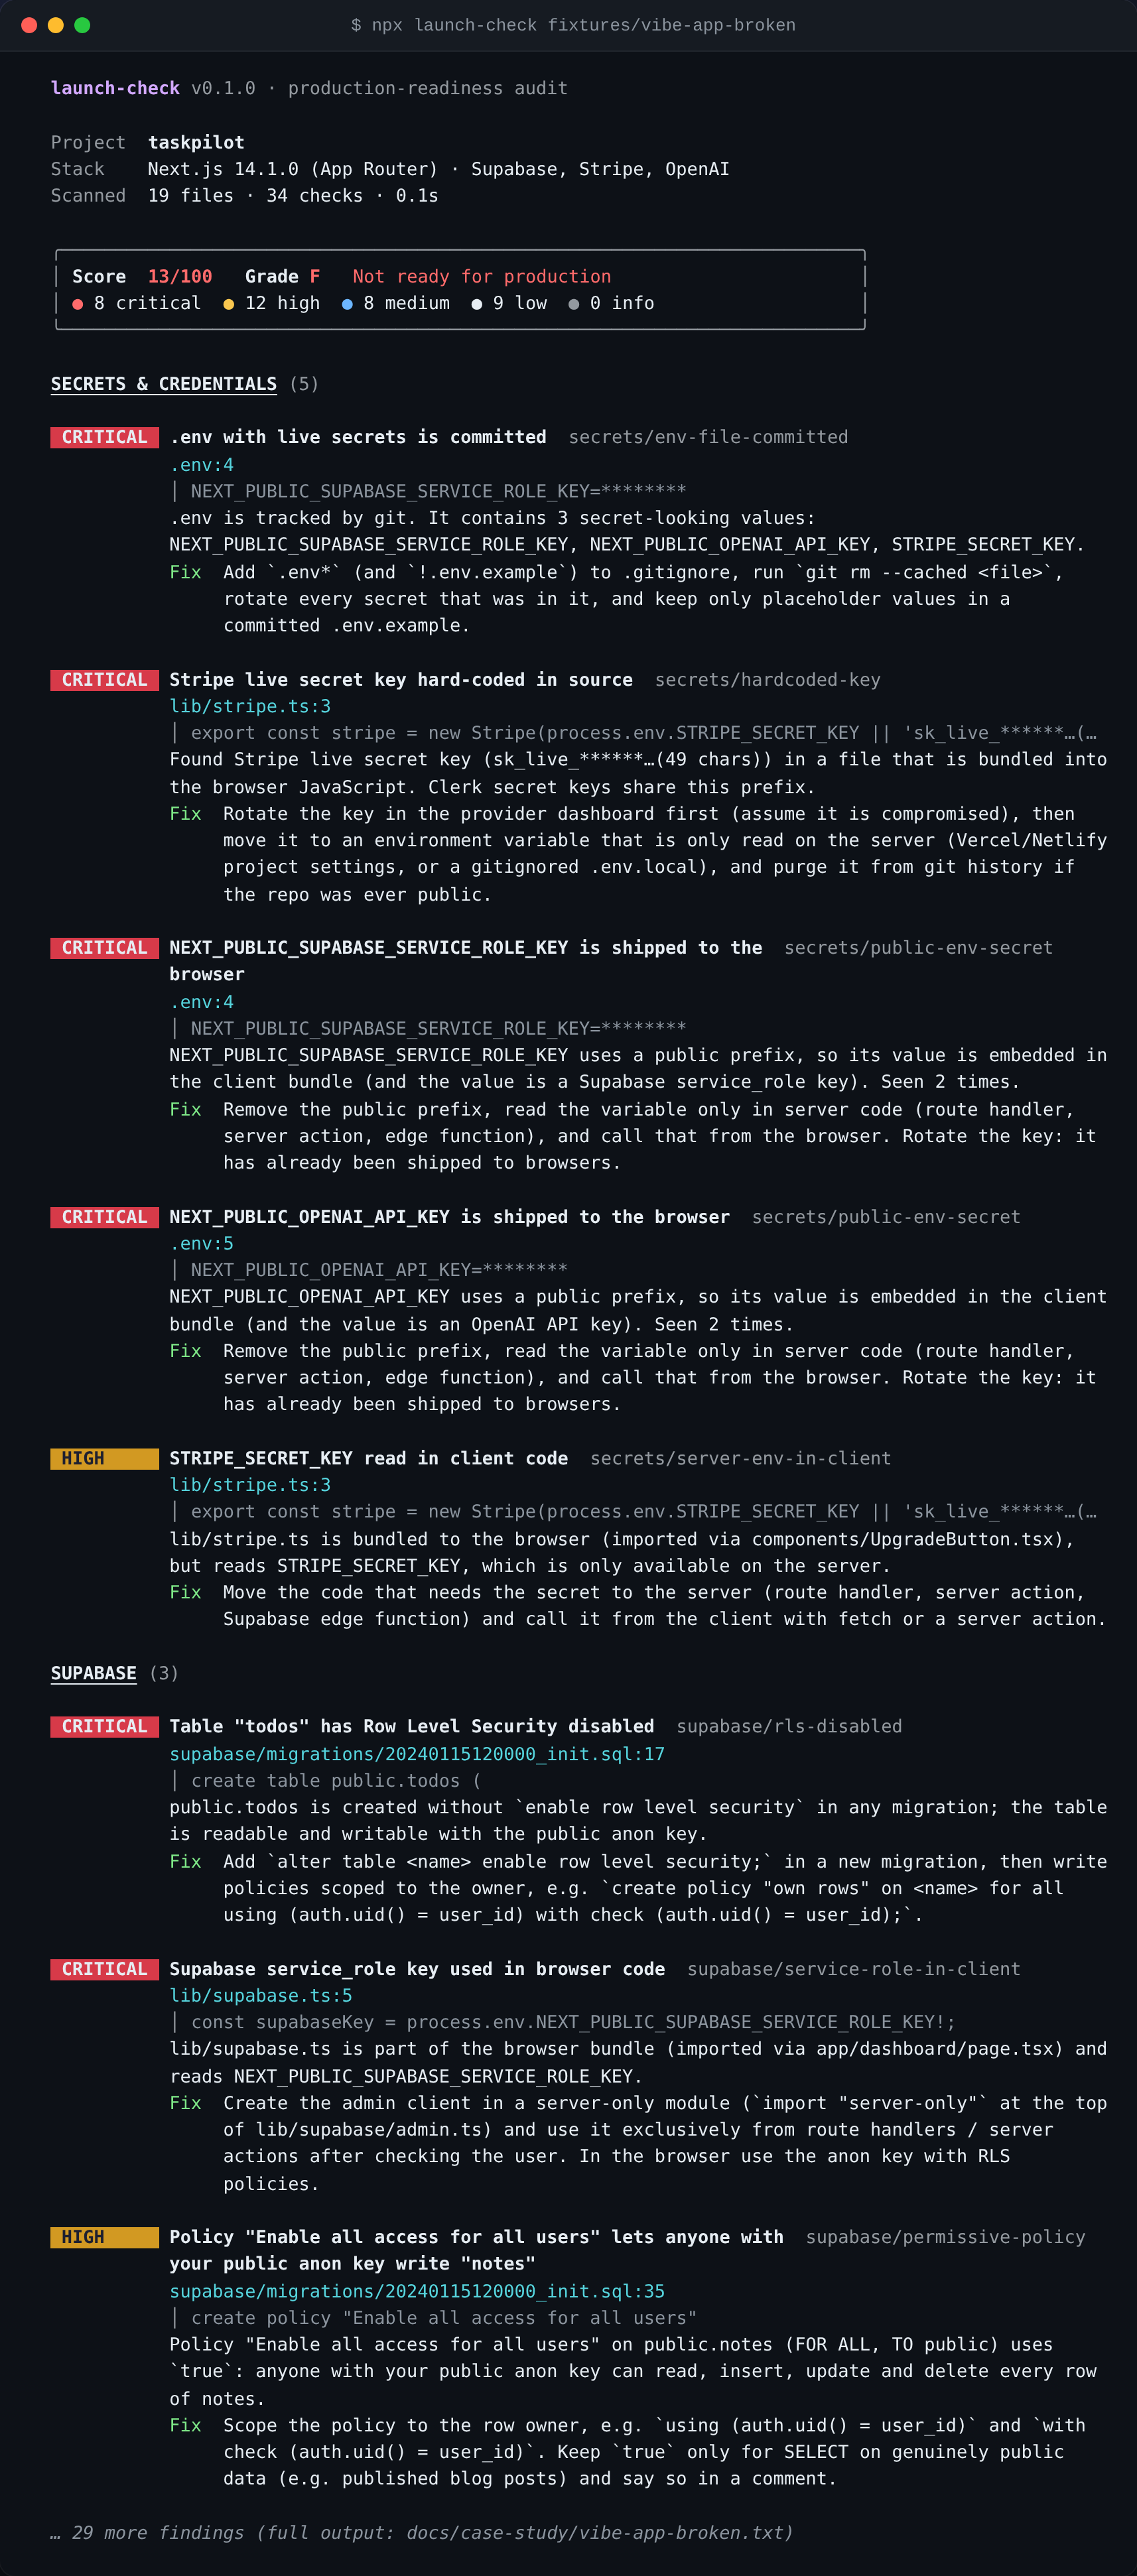 $ npx launch-check fixtures/vibe-app-broken
launch-check v0.1.0 · production-readiness audit
Project taskpilot
Stack Next.js 14.1.0 (App Router) · Supabase, Stripe, OpenAI
Scanned 19 files · 34 checks · 0.1s
Score 13/100 Grade F Not ready for production
● 8 critical ● 12 high ● 8 medium ● 9 low ● 0 info
SECRETS & CREDENTIALS (5)
CRITICAL .env with live secrets is committed secrets/env-file-committed
.env:4
│ NEXT_PUBLIC_SUPABASE_SERVICE_ROLE_KEY=********
.env is tracked by git. It contains 3 secret-looking values:
NEXT_PUBLIC_SUPABASE_SERVICE_ROLE_KEY, NEXT_PUBLIC_OPENAI_API_KEY, STRIPE_SECRET_KEY.
Fix Add `.env*` (and `!.env.example`) to .gitignore, run `git rm --cached <file>`,
rotate every secret that was in it, and keep only placeholder values in a
committed .env.example.
CRITICAL Stripe live secret key hard-coded in source secrets/hardcoded-key
lib/stripe.ts:3
│ export const stripe = new Stripe(process.env.STRIPE_SECRET_KEY || 'sk_live_******…(…
Found Stripe live secret key (sk_live_******…(49 chars)) in a file that is bundled into
the browser JavaScript. Clerk secret keys share this prefix.
Fix Rotate the key in the provider dashboard first (assume it is compromised), then
move it to an environment variable that is only read on the server (Vercel/Netlify
project settings, or a gitignored .env.local), and purge it from git history if
the repo was ever public.
CRITICAL NEXT_PUBLIC_SUPABASE_SERVICE_ROLE_KEY is shipped to the secrets/public-env-secret
browser
.env:4
│ NEXT_PUBLIC_SUPABASE_SERVICE_ROLE_KEY=********
NEXT_PUBLIC_SUPABASE_SERVICE_ROLE_KEY uses a public prefix, so its value is embedded in
the client bundle (and the value is a Supabase service_role key). Seen 2 times.
Fix Remove the public prefix, read the variable only in server code (route handler,
server action, edge function), and call that from the browser. Rotate the key: it
has already been shipped to browsers.
CRITICAL NEXT_PUBLIC_OPENAI_API_KEY is shipped to the browser secrets/public-env-secret
.env:5
│ NEXT_PUBLIC_OPENAI_API_KEY=********
NEXT_PUBLIC_OPENAI_API_KEY uses a public prefix, so its value is embedded in the client
bundle (and the value is an OpenAI API key). Seen 2 times.
Fix Remove the public prefix, read the variable only in server code (route handler,
server action, edge function), and call that from the browser. Rotate the key: it
has already been shipped to browsers.
HIGH STRIPE_SECRET_KEY read in client code secrets/server-env-in-client
lib/stripe.ts:3
│ export const stripe = new Stripe(process.env.STRIPE_SECRET_KEY || 'sk_live_******…(…
lib/stripe.ts is bundled to the browser (imported via components/UpgradeButton.tsx),
but reads STRIPE_SECRET_KEY, which is only available on the server.
Fix Move the code that needs the secret to the server (route handler, server action,
Supabase edge function) and call it from the client with fetch or a server action.
SUPABASE (3)
CRITICAL Table "todos" has Row Level Security disabled supabase/rls-disabled
supabase/migrations/20240115120000_init.sql:17
│ create table public.todos (
public.todos is created without `enable row level security` in any migration; the table
is readable and writable with the public anon key.
Fix Add `alter table <name> enable row level security;` in a new migration, then write
policies scoped to the owner, e.g. `create policy "own rows" on <name> for all
using (auth.uid() = user_id) with check (auth.uid() = user_id);`.
CRITICAL Supabase service_role key used in browser code supabase/service-role-in-client
lib/supabase.ts:5
│ const supabaseKey = process.env.NEXT_PUBLIC_SUPABASE_SERVICE_ROLE_KEY!;
lib/supabase.ts is part of the browser bundle (imported via app/dashboard/page.tsx) and
reads NEXT_PUBLIC_SUPABASE_SERVICE_ROLE_KEY.
Fix Create the admin client in a server-only module (`import "server-only"` at the top
of lib/supabase/admin.ts) and use it exclusively from route handlers / server
actions after checking the user. In the browser use the anon key with RLS
policies.
HIGH Policy "Enable all access for all users" lets anyone with supabase/permissive-policy
your public anon key write "notes"
supabase/migrations/20240115120000_init.sql:35
│ create policy "Enable all access for all users"
Policy "Enable all access for all users" on public.notes (FOR ALL, TO public) uses
`true`: anyone with your public anon key can read, insert, update and delete every row
of notes.
Fix Scope the policy to the row owner, e.g. `using (auth.uid() = user_id)` and `with
check (auth.uid() = user_id)`. Keep `true` only for SELECT on genuinely public
data (e.g. published blog posts) and say so in a comment.
… 29 more findings (full output: docs/case-study/vibe-app-broken.txt)